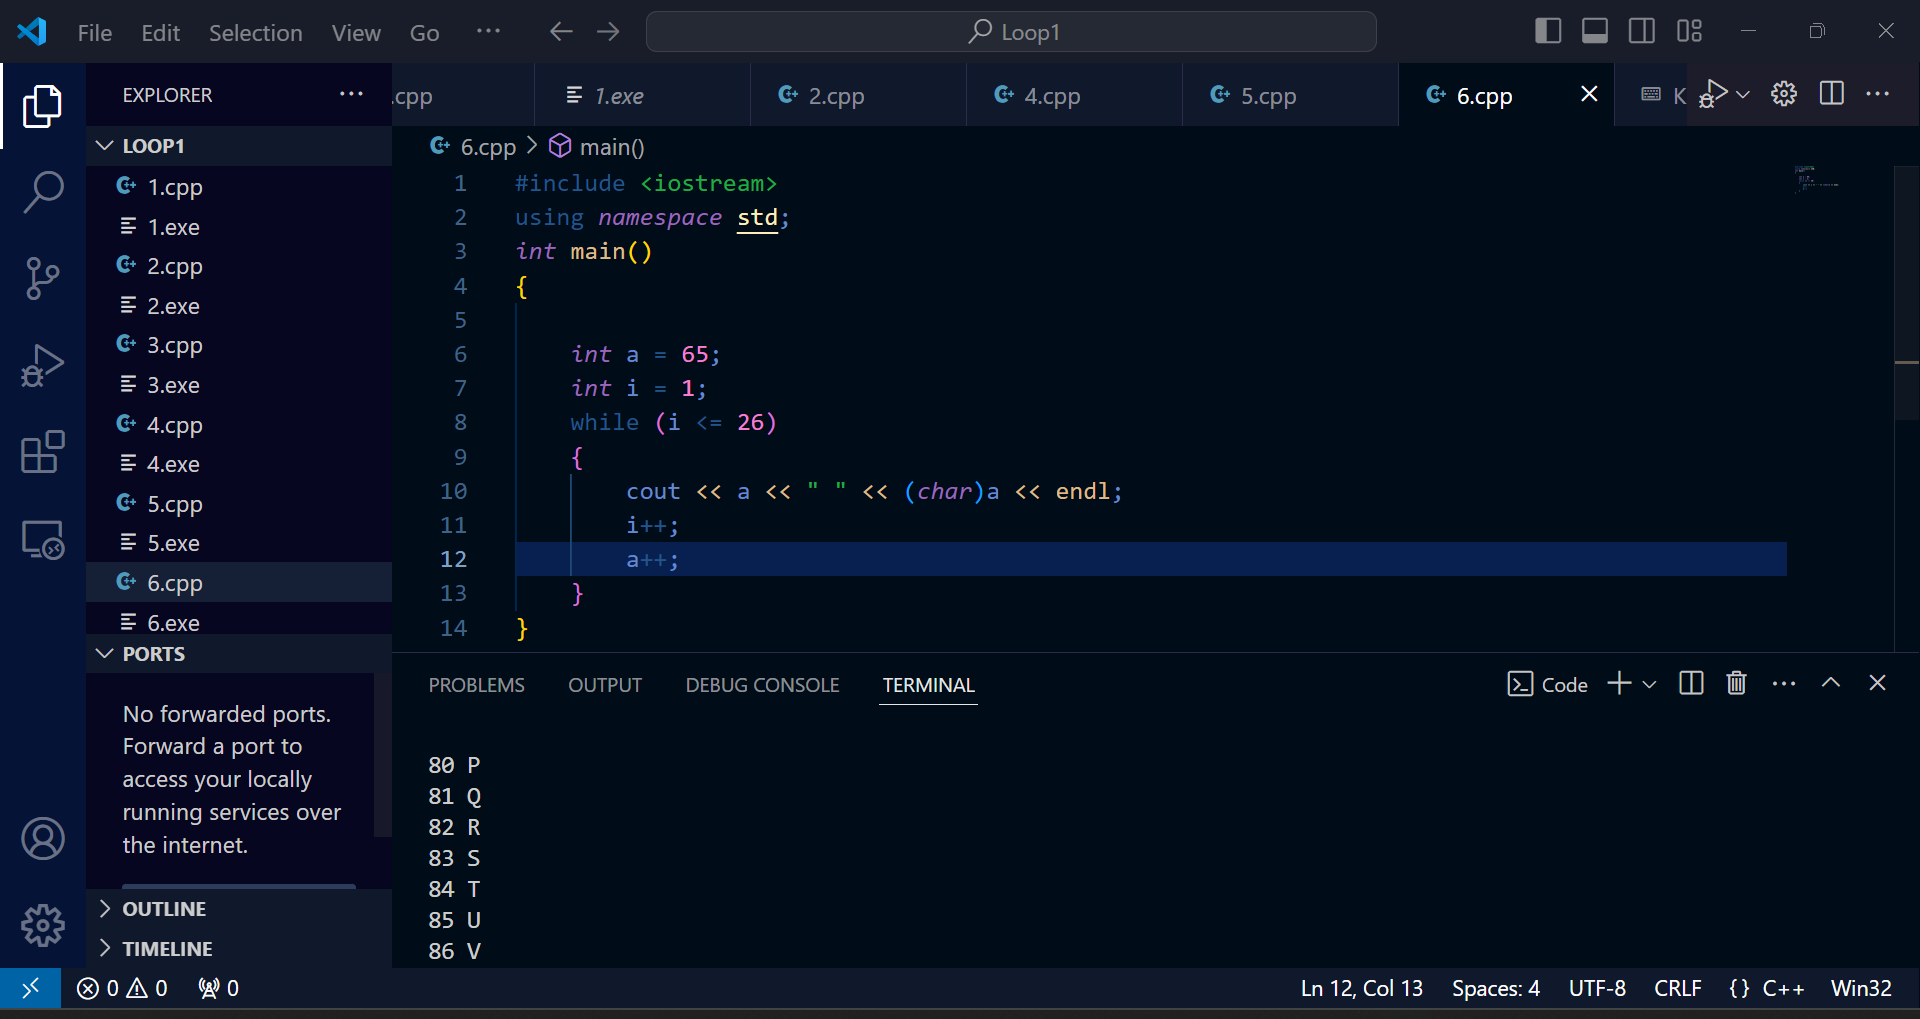 File Edit Selection View Go ··· Loop1
EXPLORER ···
.cpp 1.exe 2.cpp 4.cpp 5.cpp 6.cpp K ···
LOOP1
1.cpp
1.exe
2.cpp
2.exe
3.cpp
3.exe
4.cpp
4.exe
5.cpp
5.exe
6.cpp
6.exe
PORTS
No forwarded ports.
Forward a port to
access your locally
running services over
the internet.
OUTLINE
TIMELINE
6.cpp > main()
1 #include <iostream>
2 using namespace std;
3 int main()
4 {
5
6 int a = 65;
7 int i = 1;
8 while (i <= 26)
9 {
10 cout << a << " " << (char)a << endl;
11 i++;
12 a++;
13 }
14 }
PROBLEMS OUTPUT DEBUG CONSOLE TERMINAL Code ···
80 P
81 Q
82 R
83 S
84 T
85 U
86 V
0 0 0 Ln 12, Col 13 Spaces: 4 UTF-8 CRLF {} C++ Win32